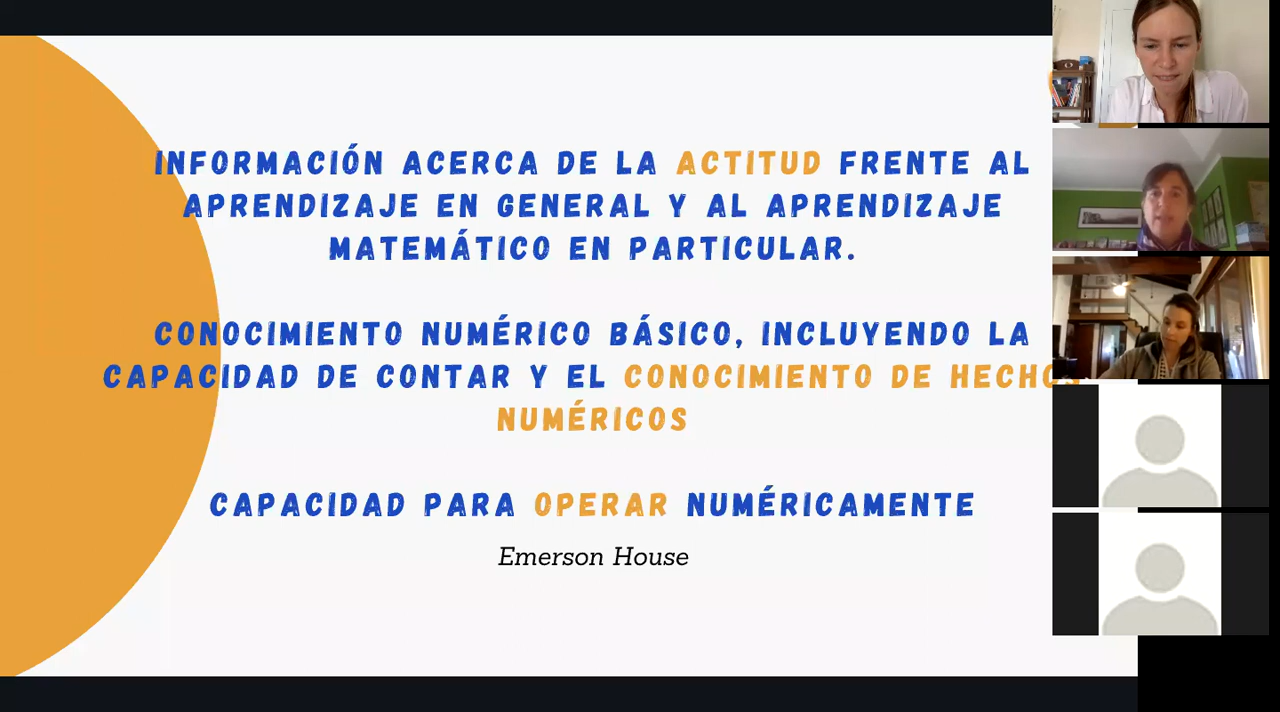 INFORMACIÓN ACERCA DE LA ACTITUD FRENTE AL
APRENDIZAJE EN GENERAL Y AL APRENDIZAJE
MATEMÁTICO EN PARTICULAR.
CONOCIMIENTO NUMÉRICO BÁSICO, INCLUYENDO LA
CAPACIDAD DE CONTAR Y EL CONOCIMIENTO DE HECHOS
NUMÉRICOS
CAPACIDAD PARA OPERAR NUMÉRICAMENTE
Emerson House